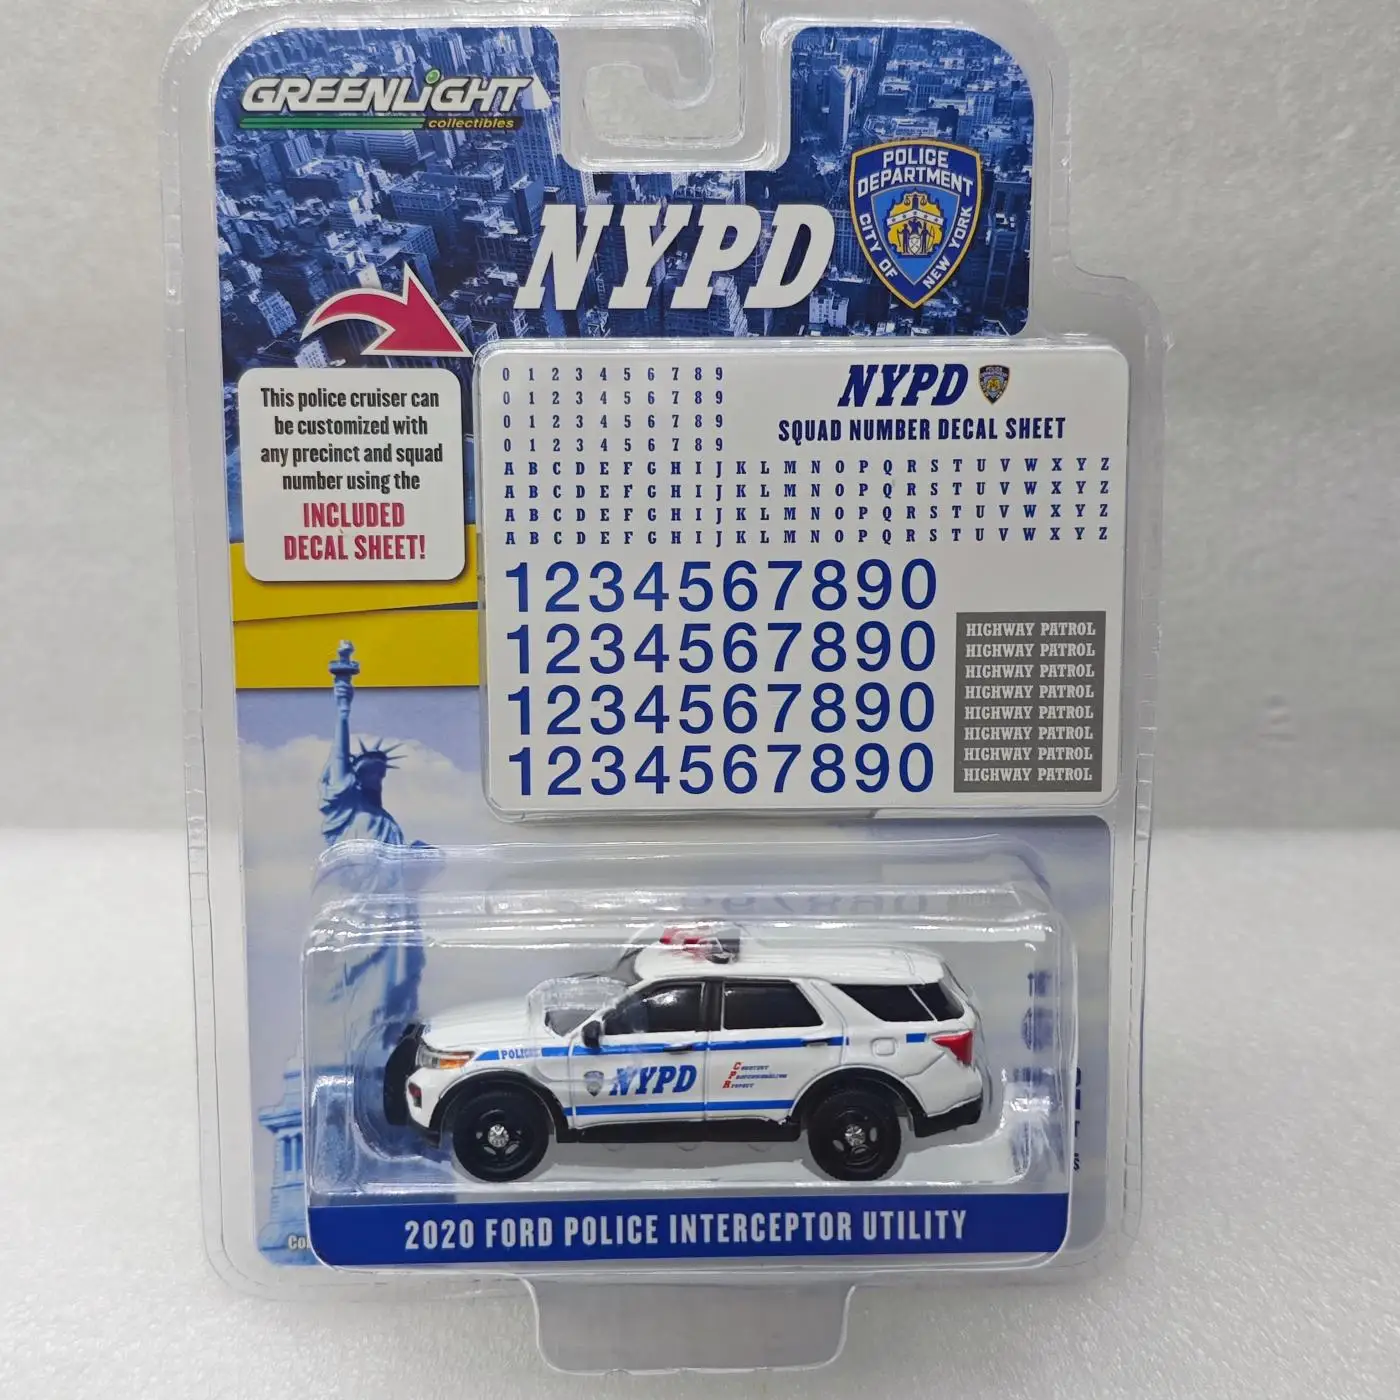 GREENLiGHT
collectibles
NYPD
POLICE
DEPARTMENT
CITY OF
NEW YORK
This police cruiser can
be customized with
any precinct and squad
number using the
INCLUDED
DECAL SHEET!
NYPD
SQUAD NUMBER DECAL SHEET
0 1 2 3 4 5 6 7 8 9
0 1 2 3 4 5 6 7 8 9
0 1 2 3 4 5 6 7 8 9
0 1 2 3 4 5 6 7 8 9
A B C D E F G H I J K L M N O P Q R S T U V W X Y Z
A B C D E F G H I J K L M N O P Q R S T U V W X Y Z
A B C D E F G H I J K L M N O P Q R S T U V W X Y Z
A B C D E F G H I J K L M N O P Q R S T U V W X Y Z
1234567890
1234567890
1234567890
1234567890
HIGHWAY PATROL
HIGHWAY PATROL
HIGHWAY PATROL
HIGHWAY PATROL
HIGHWAY PATROL
HIGHWAY PATROL
HIGHWAY PATROL
HIGHWAY PATROL
POLICE
NYPD
Courtesy
Professionalism
Respect
2020 FORD POLICE INTERCEPTOR UTILITY